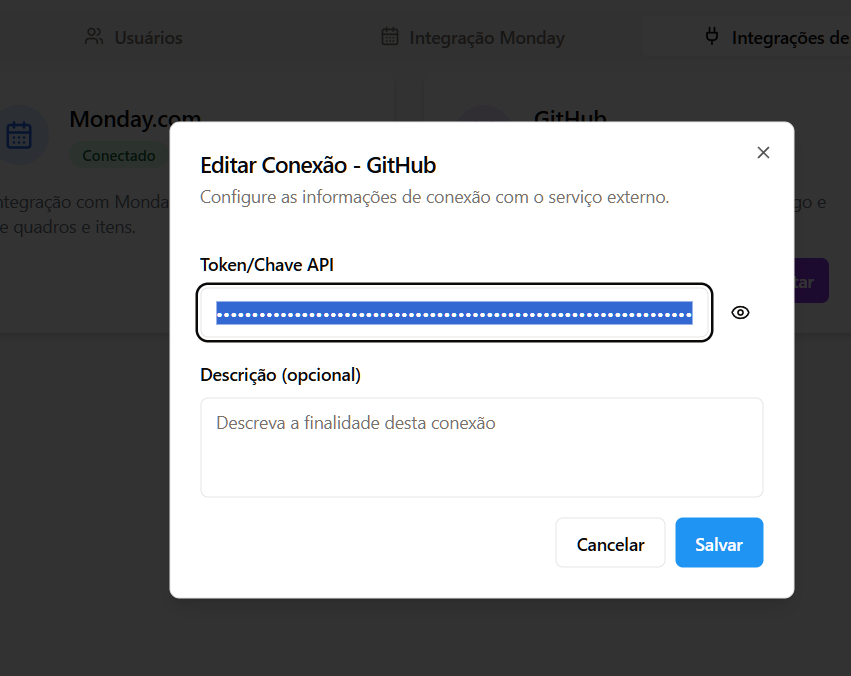 Usuários
Integração Monday
Integrações de
Monday.com
GitHub
Conectado
ntegração com Monda
go e
e quadros e itens.
tar
Editar Conexão - GitHub
Configure as informações de conexão com o serviço externo.
Token/Chave API
Descrição (opcional)
Descreva a finalidade desta conexão
Cancelar
Salvar